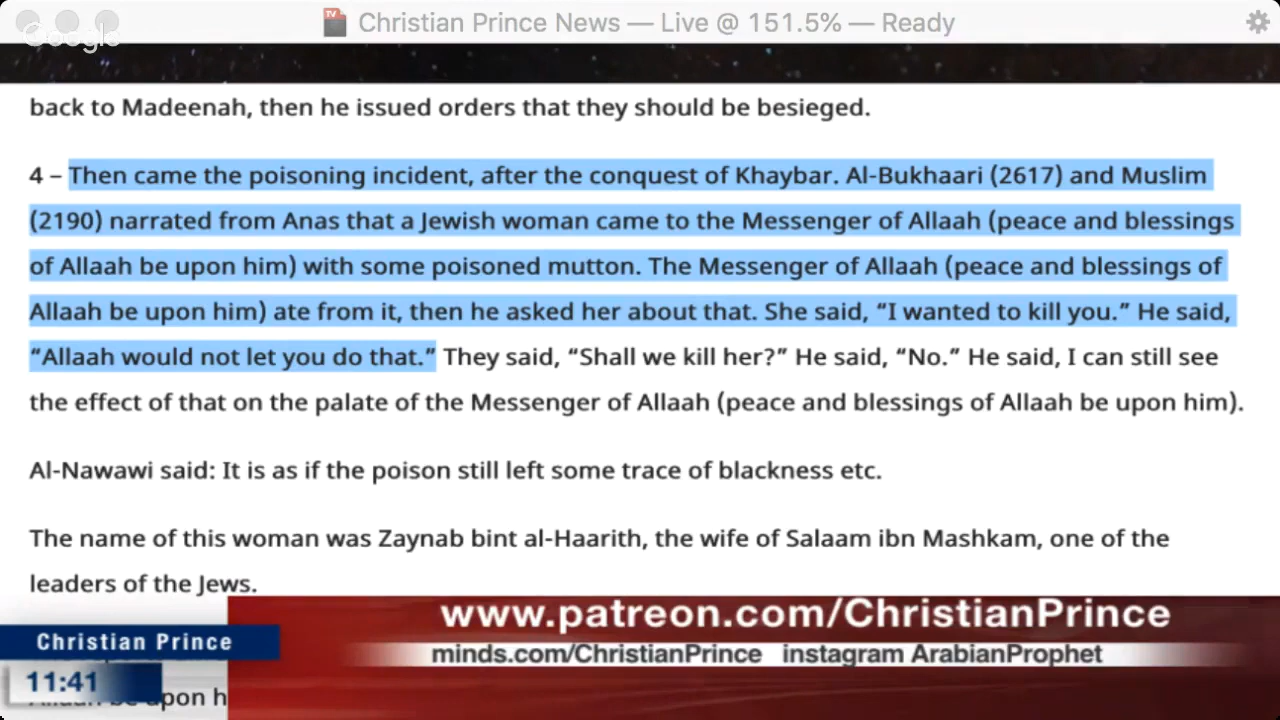 Christian Prince News — Live @ 151.5% — Ready
Google
back to Madeenah, then he issued orders that they should be besieged.
4 – Then came the poisoning incident, after the conquest of Khaybar. Al-Bukhaari (2617) and Muslim
(2190) narrated from Anas that a Jewish woman came to the Messenger of Allaah (peace and blessings
of Allaah be upon him) with some poisoned mutton. The Messenger of Allaah (peace and blessings of
Allaah be upon him) ate from it, then he asked her about that. She said, “I wanted to kill you.” He said,
“Allaah would not let you do that.” They said, “Shall we kill her?” He said, “No.” He said, I can still see
the effect of that on the palate of the Messenger of Allaah (peace and blessings of Allaah be upon him).
Al-Nawawi said: It is as if the poison still left some trace of blackness etc.
The name of this woman was Zaynab bint al-Haarith, the wife of Salaam ibn Mashkam, one of the
leaders of the Jews.
www.patreon.com/ChristianPrince
Christian Prince
minds.com/ChristianPrince instagram ArabianProphet
11:41
upon h